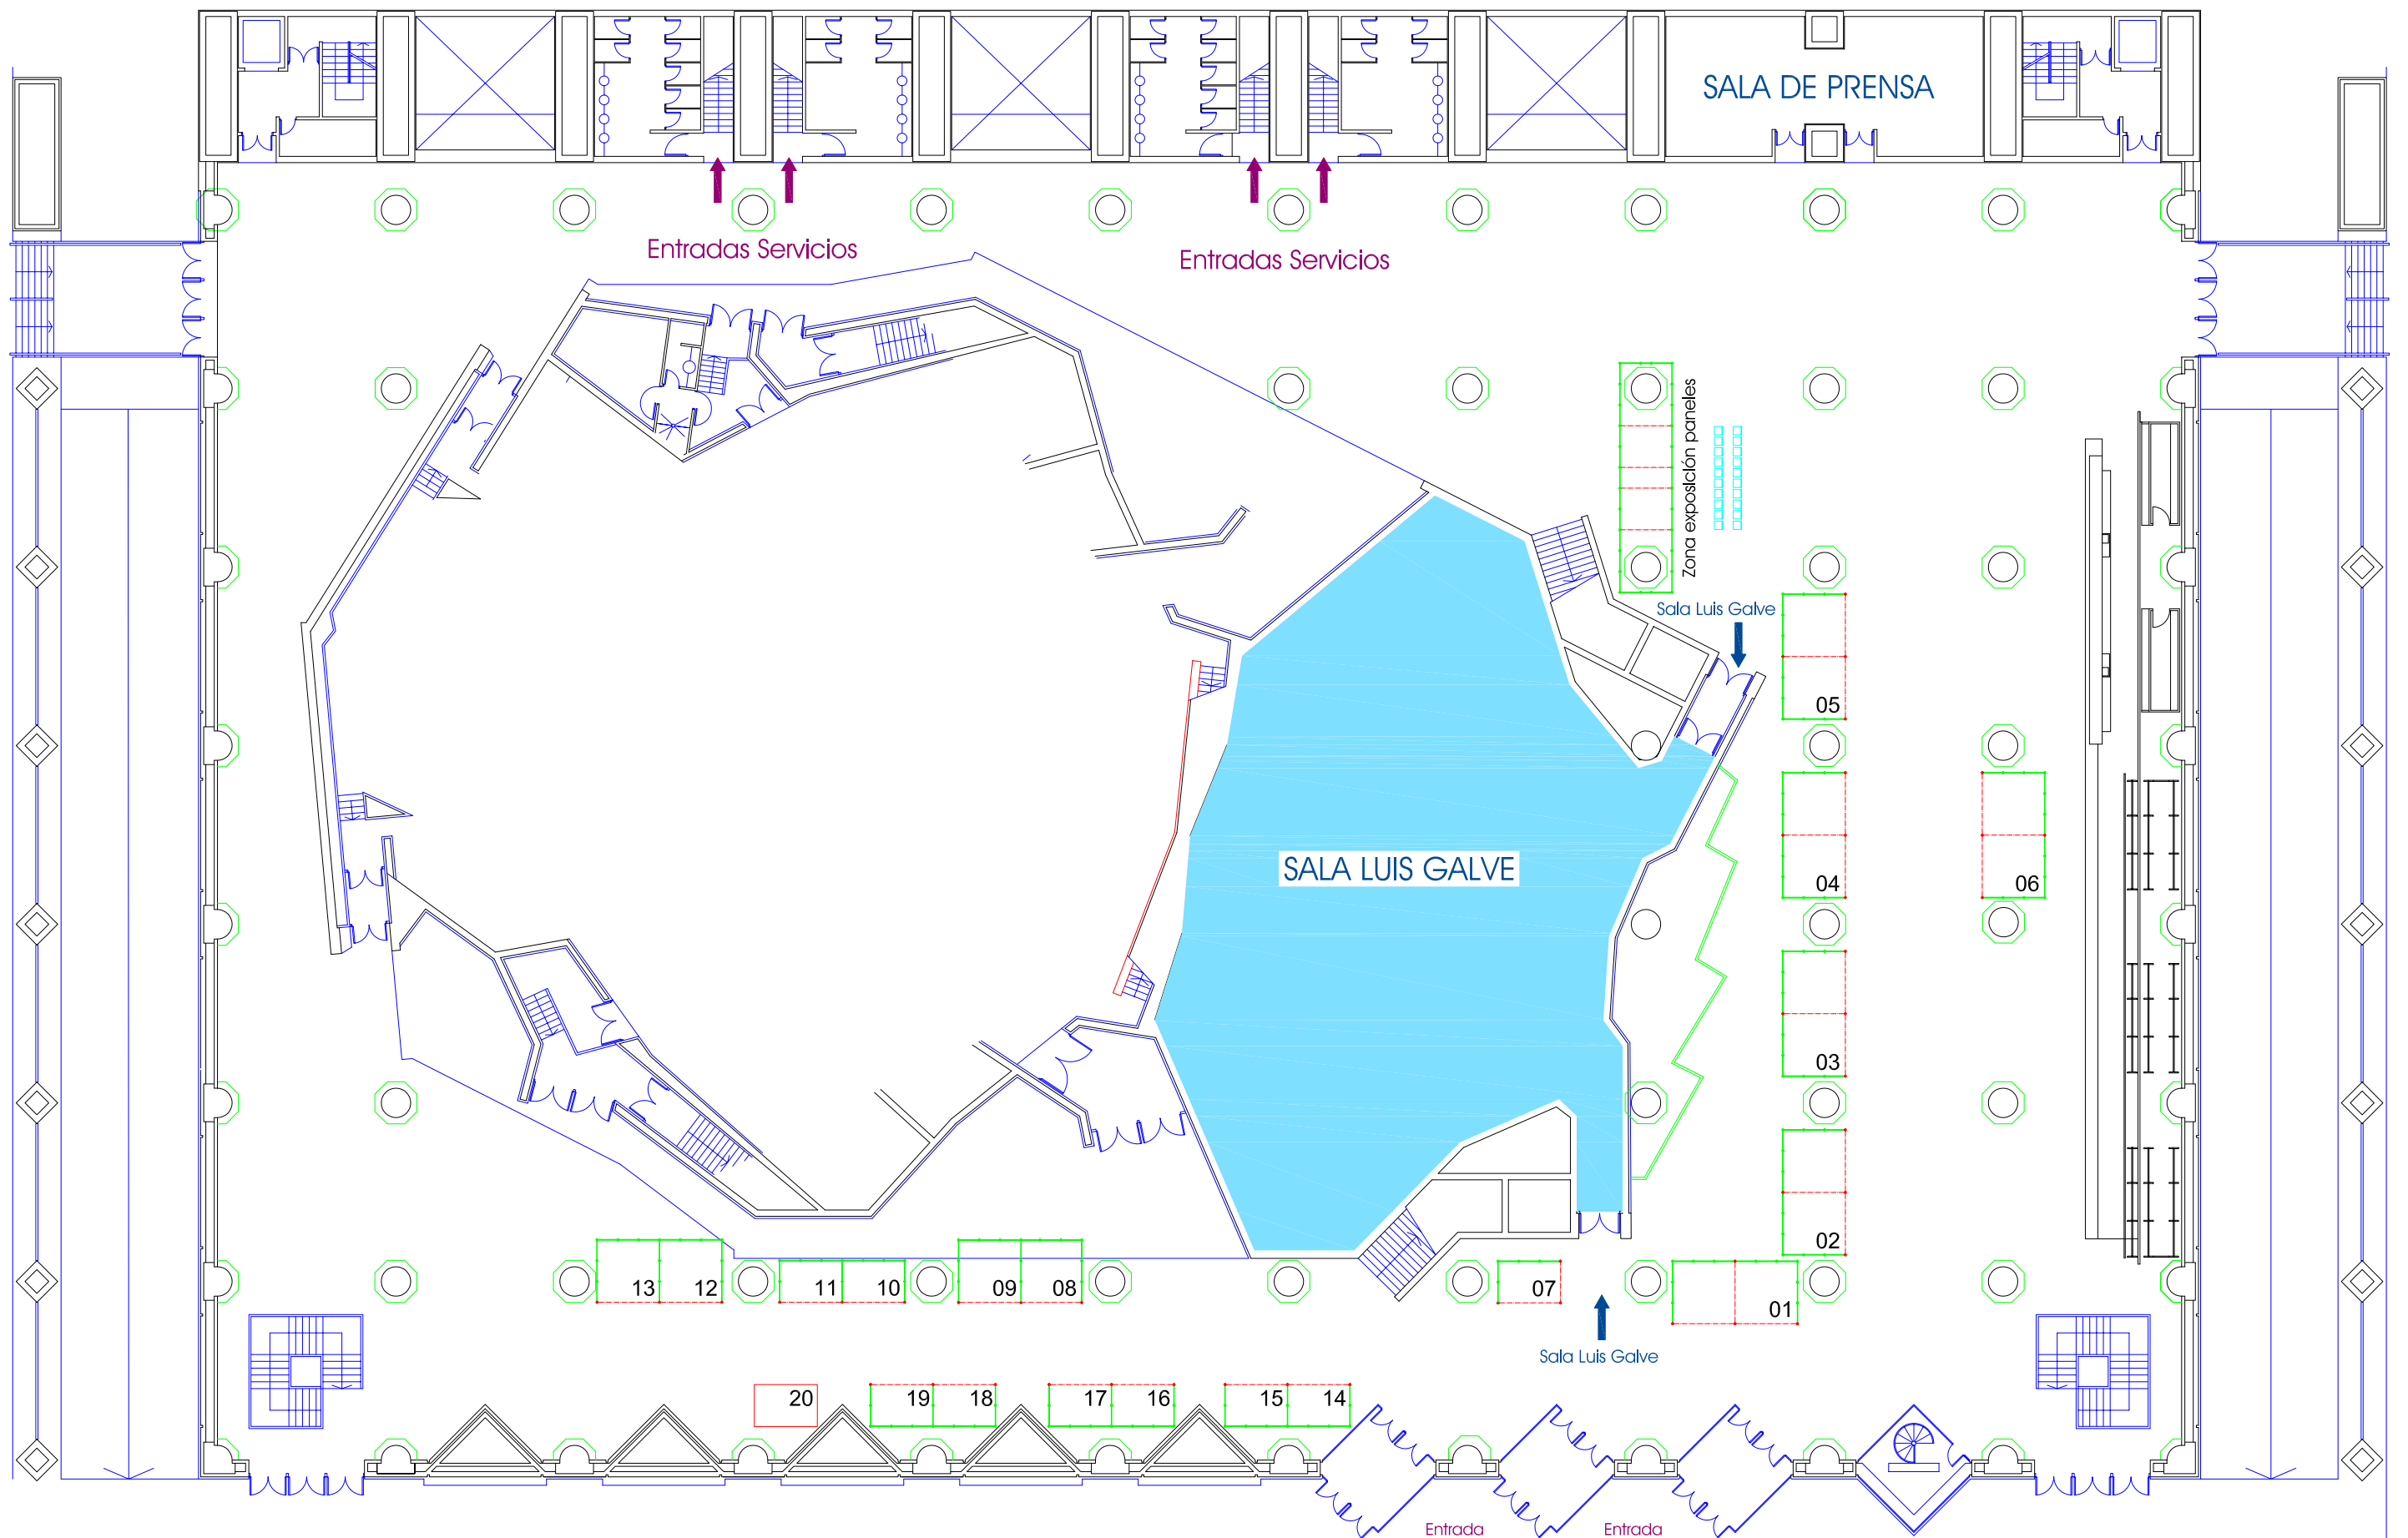 SALA DE PRENSA
Entradas Servicios
Entradas Servicios
Zona exposición paneles
Sala Luis Galve
05
SALA LUIS GALVE
04
06
03
02
13
12
11
10
09
08
07
01
Sala Luis Galve
20
19
18
17
16
15
14
Entrada
Entrada